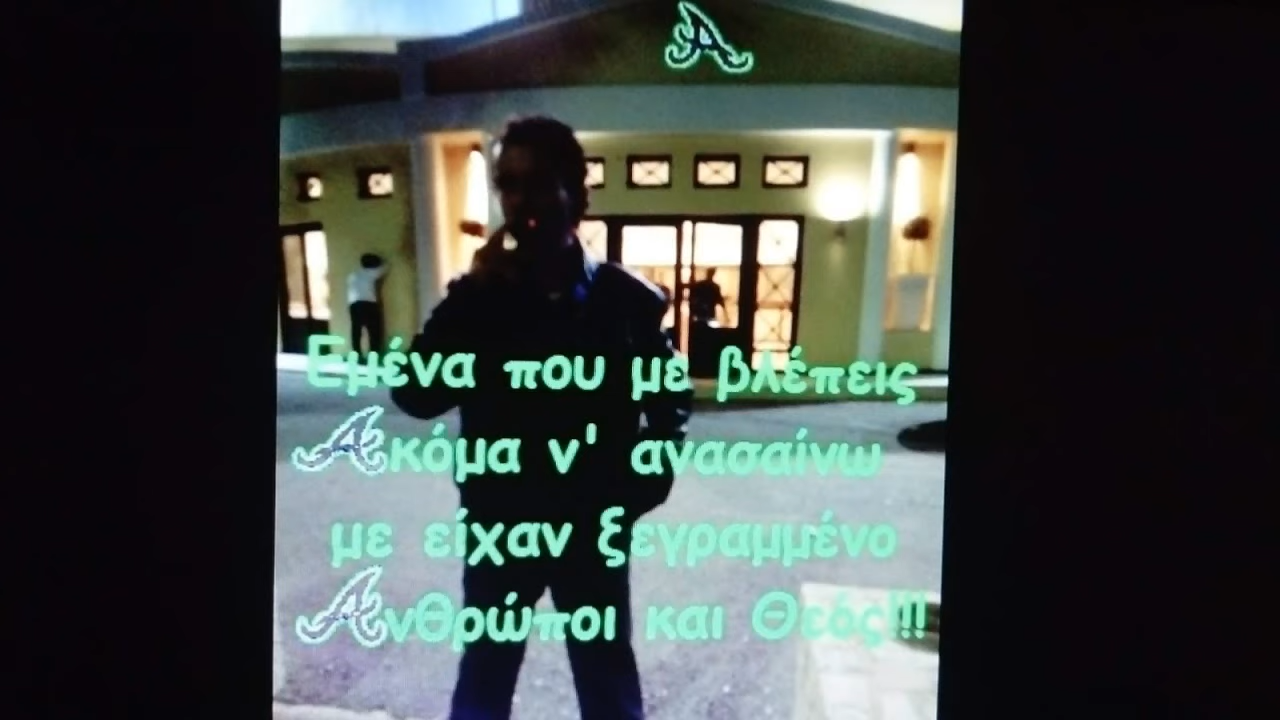 A
Εμένα που με βλέπεις
Ακόμα ν' ανασαίνω
με είχαν ξεγραμμένο
Ανθρώποι και Θεός!!!